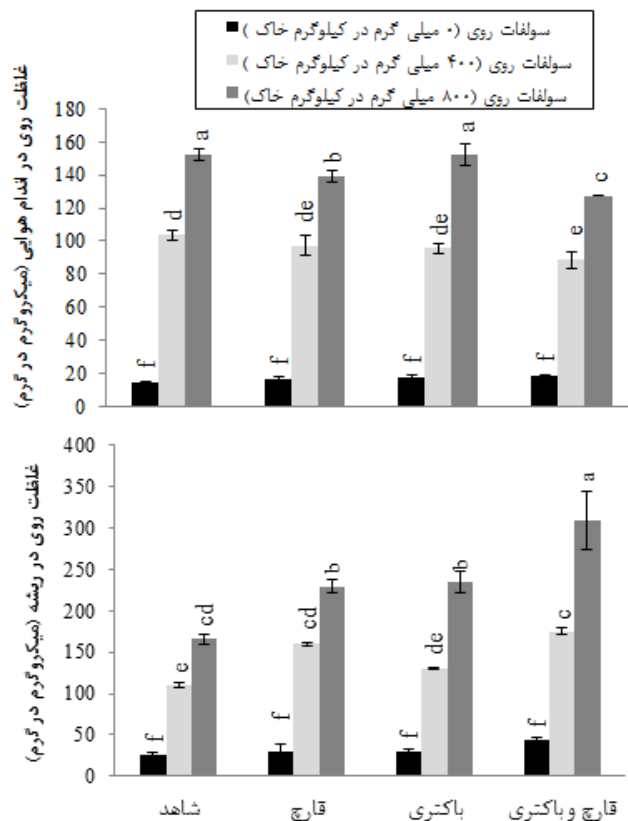 سولفات روی (۰ میلی گرم در کیلوگرم خاک )
سولفات روی (۴۰۰ میلی گرم در کیلوگرم خاک )
سولفات روی (۸۰۰ میلی گرم در کیلوگرم خاک)
غلظت روی در اندام هوایی (میکروگرم در گرم)
180
160
140
120
100
80
60
40
20
0
f d a
f de b
f de a
f e c
غلظت روی در ریشه (میکروگرم در گرم)
400
350
300
250
200
150
100
50
0
f e cd
f cd b
f de b
f c a
شاهد
قارچ
باکتری
قارچ و باکتری